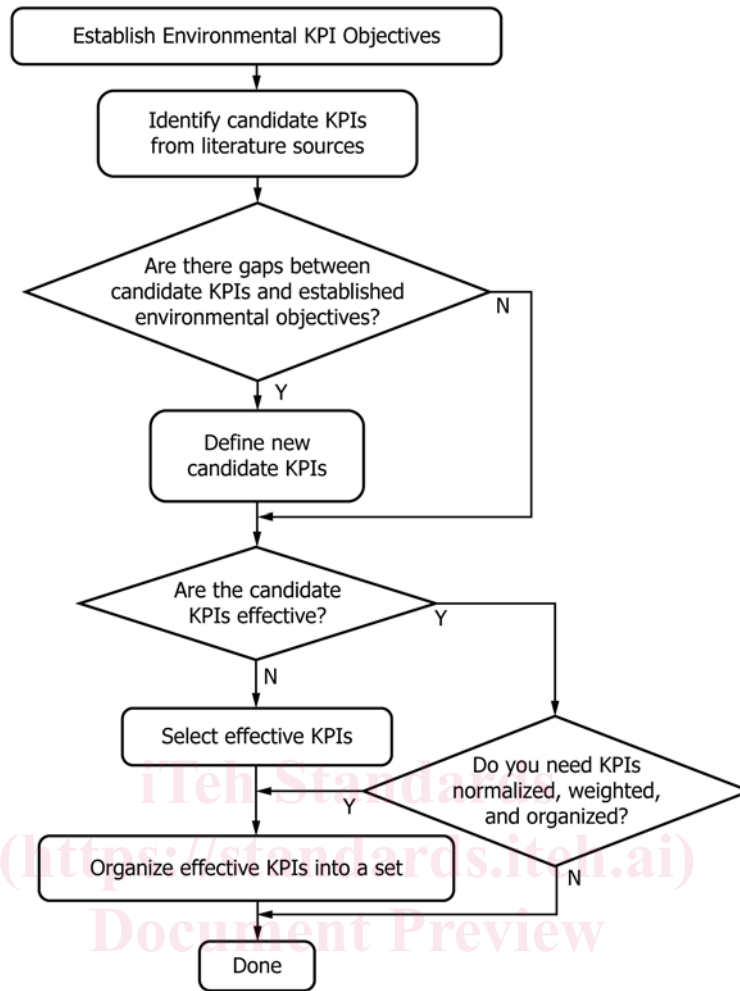 Establish Environmental KPI Objectives
Identify candidate KPIs
from literature sources
Are there gaps between
candidate KPIs and established
environmental objectives?
N
Y
Define new
candidate KPIs
Are the candidate
KPIs effective?
Y
N
Select effective KPIs
Do you need KPIs
normalized, weighted,
and organized?
iTeh Standards
Y
(https://standards.iteh.ai)
Organize effective KPIs into a set
N
Document Preview
Done